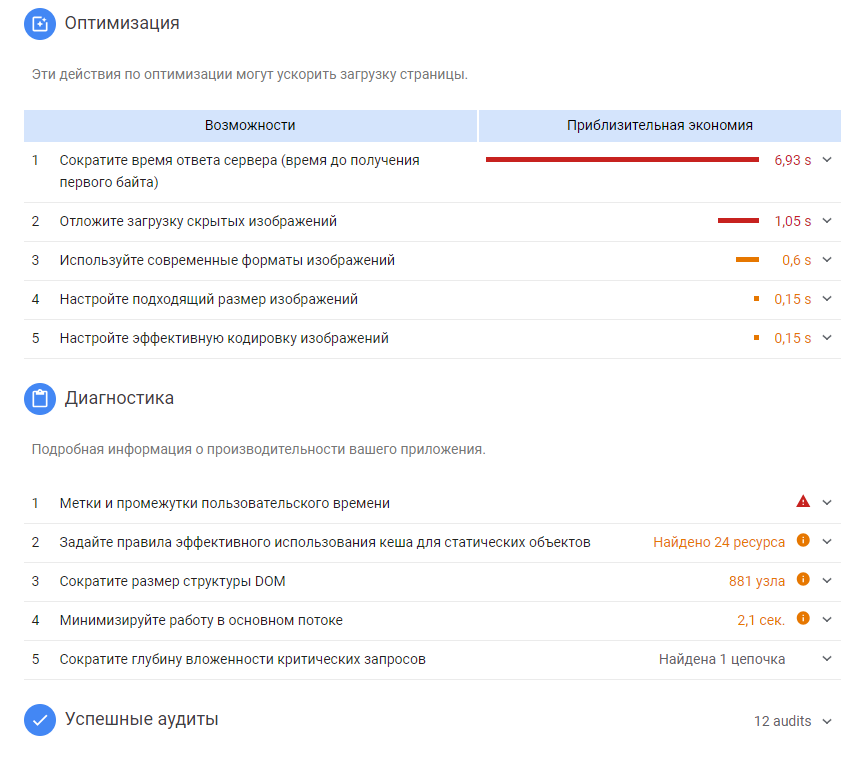 Оптимизация
Эти действия по оптимизации могут ускорить загрузку страницы.
Возможности Приблизительная экономия
1 Сократите время ответа сервера (время до получения 6,93 s
первого байта)
2 Отложите загрузку скрытых изображений 1,05 s
3 Используйте современные форматы изображений 0,6 s
4 Настройте подходящий размер изображений 0,15 s
5 Настройте эффективную кодировку изображений 0,15 s
Диагностика
Подробная информация о производительности вашего приложения.
1 Метки и промежутки пользовательского времени
2 Задайте правила эффективного использования кеша для статических объектов Найдено 24 ресурса
3 Сократите размер структуры DOM 881 узла
4 Минимизируйте работу в основном потоке 2,1 сек.
5 Сократите глубину вложенности критических запросов Найдена 1 цепочка
Успешные аудиты 12 audits